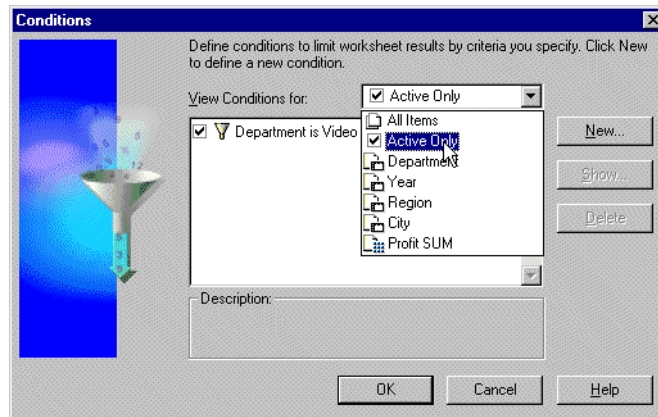 Conditions
Define conditions to limit worksheet results by criteria you specify. Click New
to define a new condition.
View Conditions for:
Active Only
Department is Video
All Items
Active Only
Department
Year
Region
City
Profit SUM
New...
Show...
Delete
Description:
OK
Cancel
Help